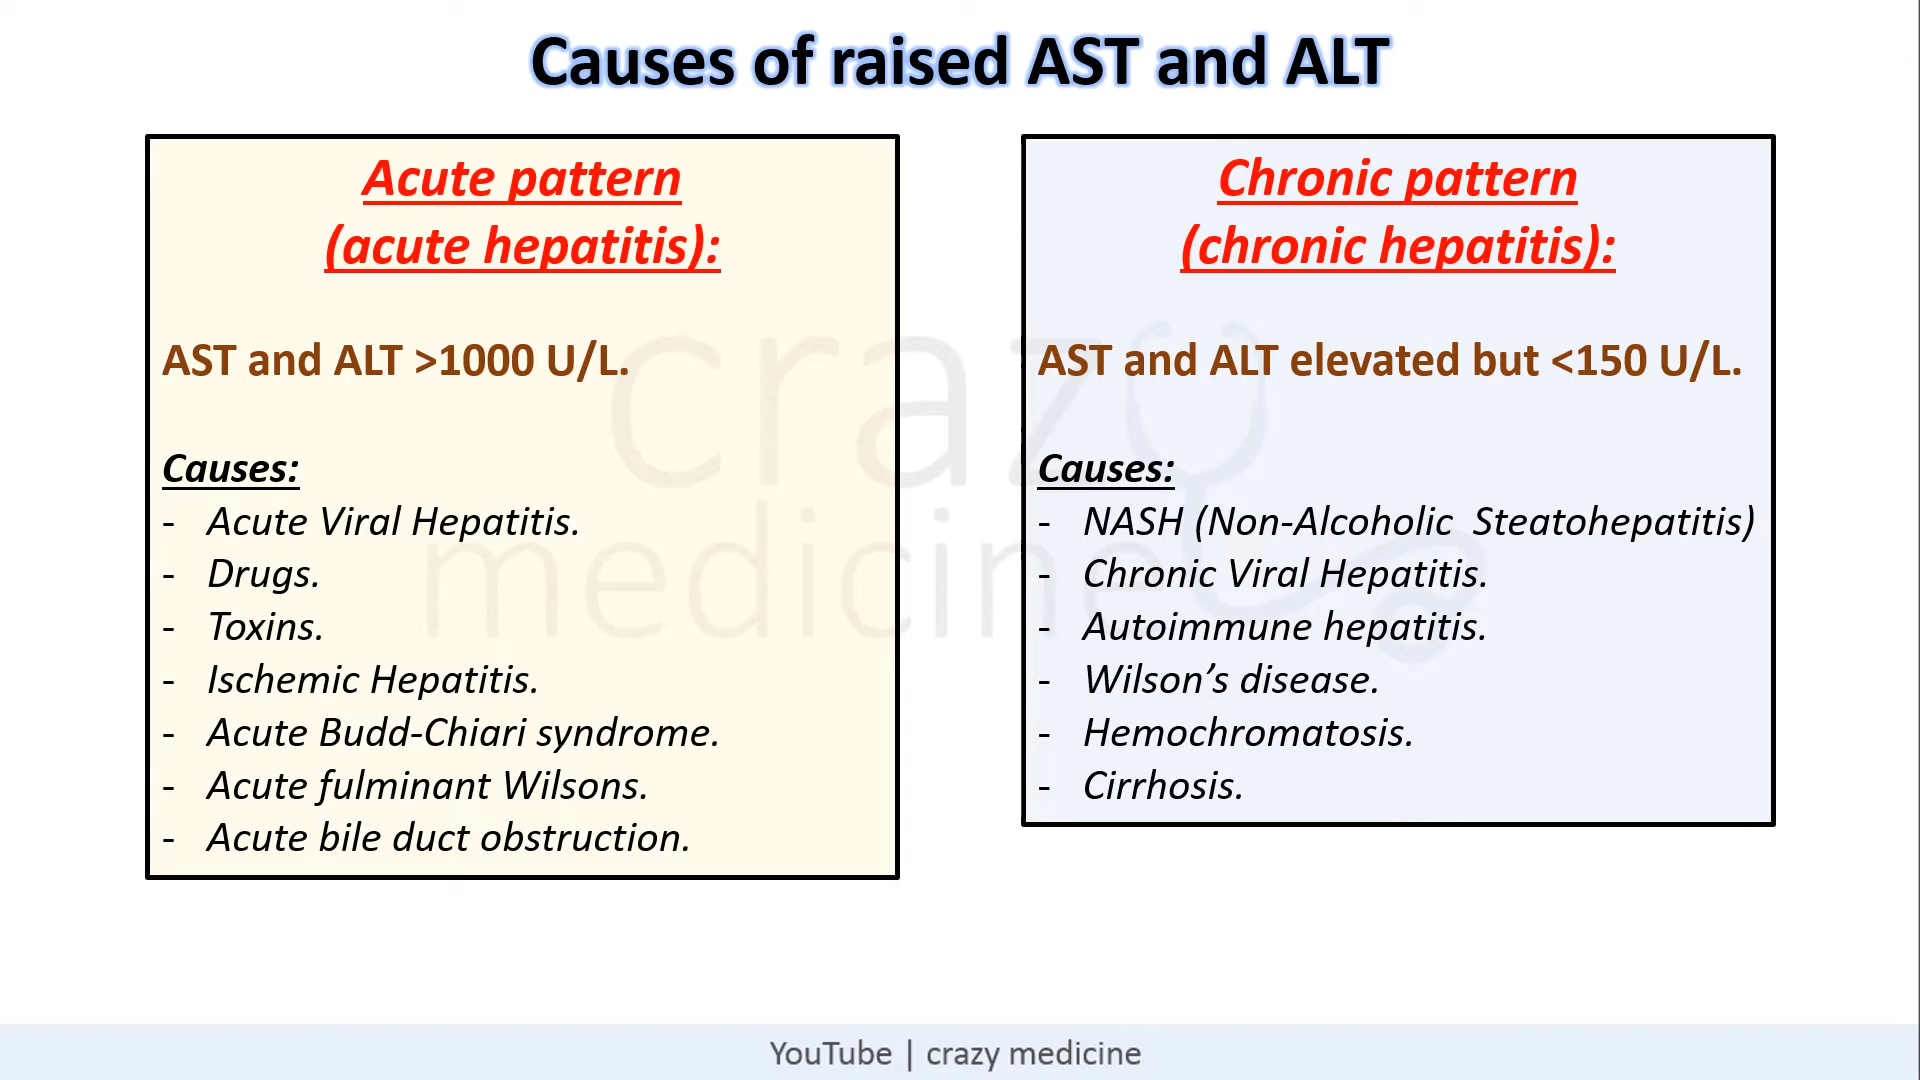 Causes of raised AST and ALT
Acute pattern
(acute hepatitis):
AST and ALT >1000 U/L.
Causes:
- Acute Viral Hepatitis.
- Drugs.
- Toxins.
- Ischemic Hepatitis.
- Acute Budd-Chiari syndrome.
- Acute fulminant Wilsons.
- Acute bile duct obstruction.
Chronic pattern
(chronic hepatitis):
AST and ALT elevated but <150 U/L.
Causes:
- NASH (Non-Alcoholic Steatohepatitis)
- Chronic Viral Hepatitis.
- Autoimmune hepatitis.
- Wilson’s disease.
- Hemochromatosis.
- Cirrhosis.
crazy
medicine
YouTube | crazy medicine